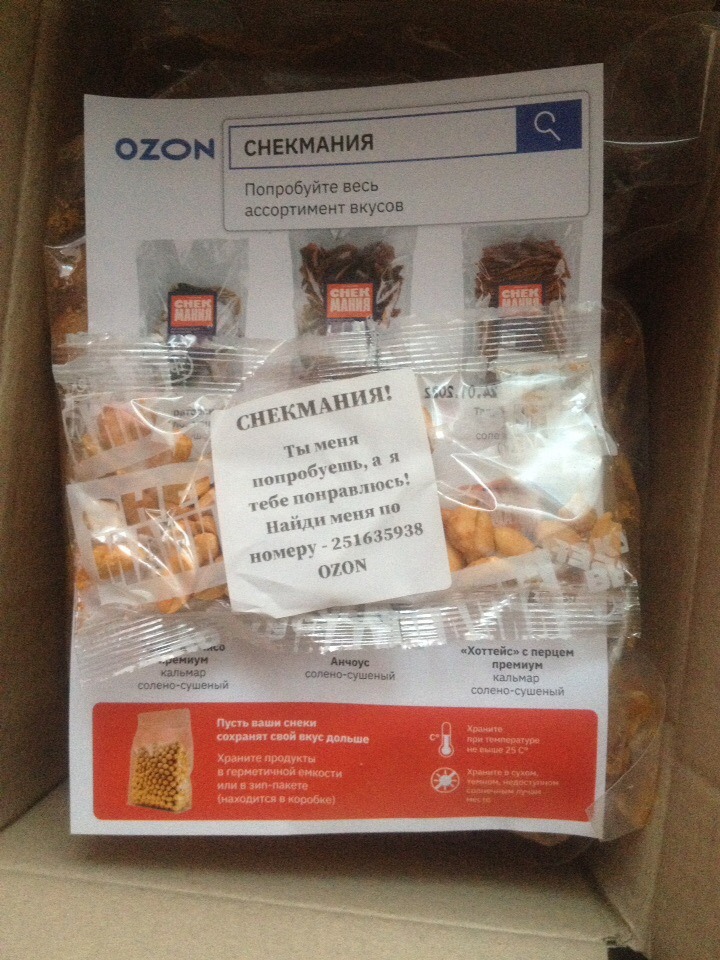 OZON
СНЕКМАНИЯ
Попробуйте весь
ассортимент вкусов
СНЕК
МАНИЯ
СНЕК
МАНИЯ
СНЕК
МАНИЯ
24.01.2022
СНЕКМАНИЯ!
Ты меня
попробуешь, а я
тебе понравлюсь!
Найди меня по
номеру - 251635938
OZON
премиум
кальмар
солено-сушеный
Анчоус
солено-сушеный
«Хоттейс» с перцем
премиум
кальмар
солено-сушеный
Пусть ваши снеки
сохранят свой вкус дольше
Храните продукты
в герметичной емкости
или в зип-пакете
(находится в коробке)
C°
Храните
при температуре
не выше 25 C°
Храните в сухом,
темном, недоступном
солнечным лучам
месте